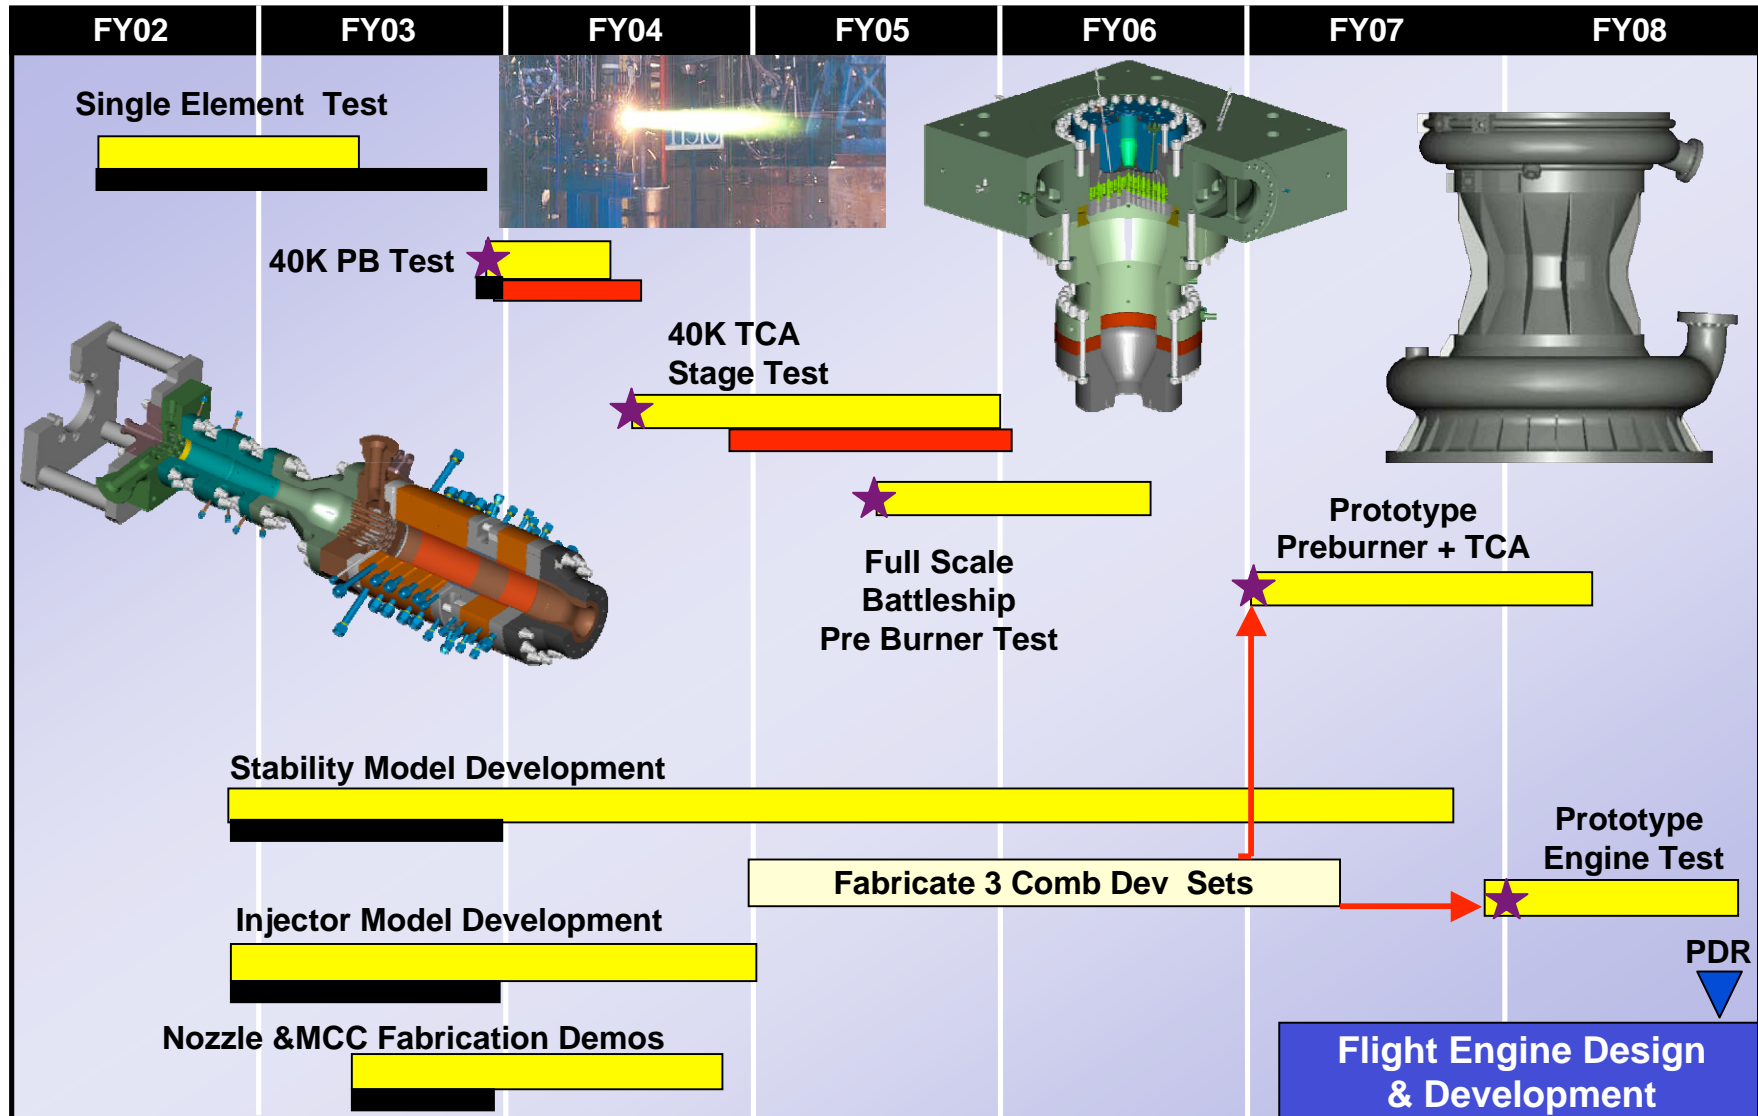 FY02 FY03 FY04 FY05 FY06 FY07 FY08
Single Element  Test
40K PB Test
40K TCA
Stage Test
Full Scale
Battleship
Pre Burner Test
Prototype
Preburner + TCA
Stability Model Development
Fabricate 3 Comb Dev  Sets
Prototype
Engine Test
Injector Model Development
PDR
Nozzle &MCC Fabrication Demos
Flight Engine Design
& Development